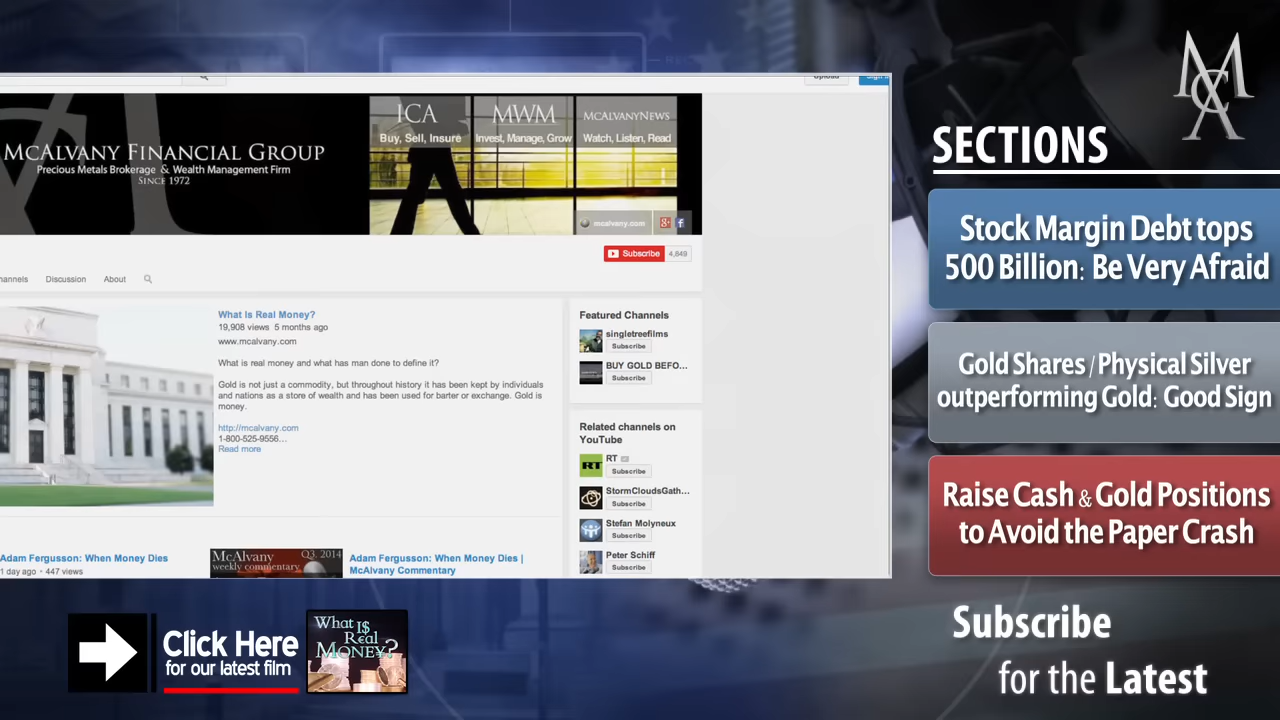 Upload
Sign in
McAlvany Financial Group
Precious Metals Brokerage & Wealth Management Firm
Since 1972
ICA
Buy, Sell, Insure
MWM
Invest, Manage, Grow
McAlvanyNews
Watch, Listen, Read
mcalvany.com
Subscribe 4,649
Discussion About
What Is Real Money?
19,908 views 5 months ago
www.mcalvany.com
What is real money and what has man done to define it?
Gold is not just a commodity, but throughout history it has been kept by individuals
and nations as a store of wealth and has been used for barter or exchange. Gold is
money.
http://mcalvany.com
1-800-525-9556...
Read more
Featured Channels
singletreefilms
Subscribe
BUY GOLD BEFO...
Subscribe
Related channels on
YouTube
RT
RT
Subscribe
StormCloudsGath...
Subscribe
Stefan Molyneux
Subscribe
Peter Schiff
Subscribe
Adam Fergusson: When Money Dies
1 day ago • 447 views
McAlvany
weekly commentary
Q3, 2014
Adam Fergusson: When Money Dies |
McAlvany Commentary
MCA
SECTIONS
Stock Margin Debt tops
500 Billion: Be Very Afraid
Gold Shares / Physical Silver
outperforming Gold: Good Sign
Raise Cash & Gold Positions
to Avoid the Paper Crash
Click Here
for our latest film
What I$
Real
Money?
Subscribe
for the Latest